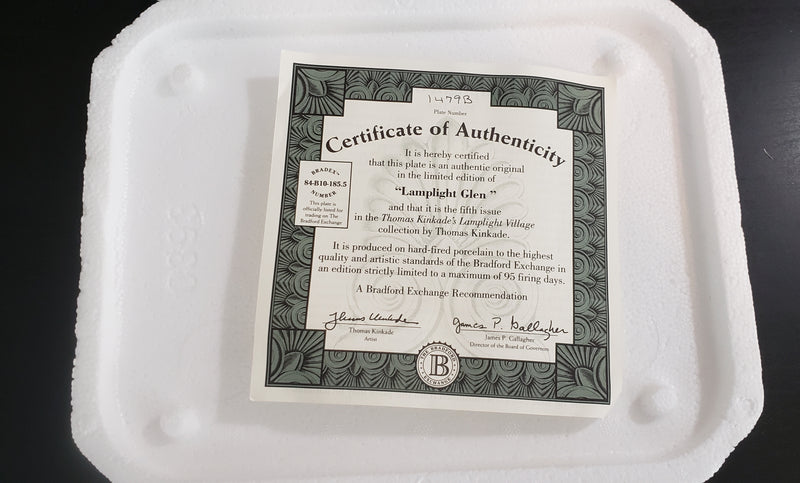 1479B
Plate Number
Certificate of Authenticity
It is hereby certified
that this plate is an authentic original
in the limited edition of
"Lamplight Glen"
and that it is the fifth issue
in the Thomas Kinkade's Lamplight Village
collection by Thomas Kinkade.
BRADEX™
84-B10-185.5
NUMBER
This plate is
officially listed for
trading on The
Bradford Exchange
It is produced on hard-fired porcelain to the highest
quality and artistic standards of the Bradford Exchange in
an edition strictly limited to a maximum of 95 firing days.
A Bradford Exchange Recommendation
Thomas Kinkade
Thomas Kinkade
Artist
James P. Gallagher
James P. Gallagher
Director of the Board of Governors
THE BRADFORD
B
EXCHANGE